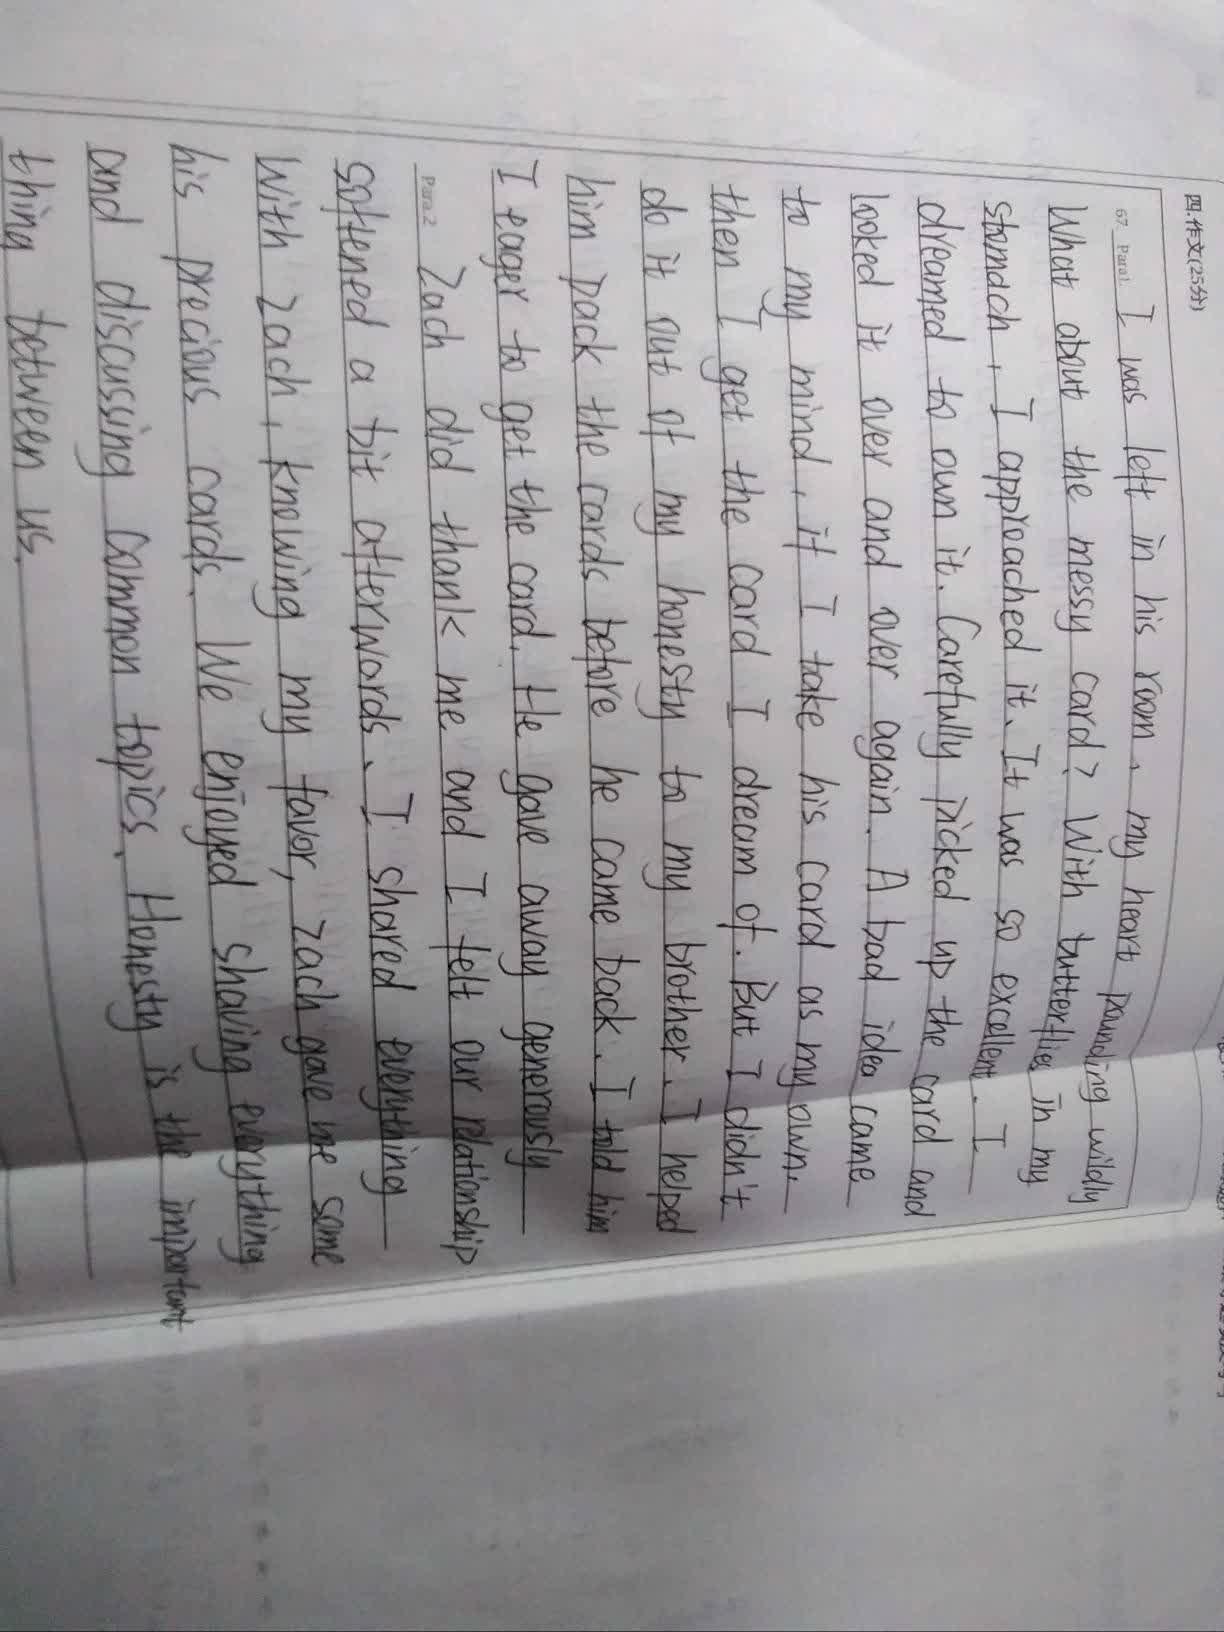 四.作文(25分)
67 Para1. I was left in his room, my heart pounding wildly
What about the messy card? With butterflies in my
stomach, I approached it. It was so excellent. I
dreamed to own it. Carefully picked up the card and
looked it over and over again. A bad idea came
to my mind, if I take his card as my own,
then I get the card I dream of. But I didn't
do it out of my honesty to my brother. I helped
him pack the cards before he came back. I told him
I eager to get the card. He gave away generously
Para.2 Zach did thank me and I felt our relationship
softened a bit afterwards. I shared everything
With Zach, knowing my favor, Zach gave me some
his precious cards. We enjoyed sharing everything
and discussing common topics. Honesty is the important
thing between us.